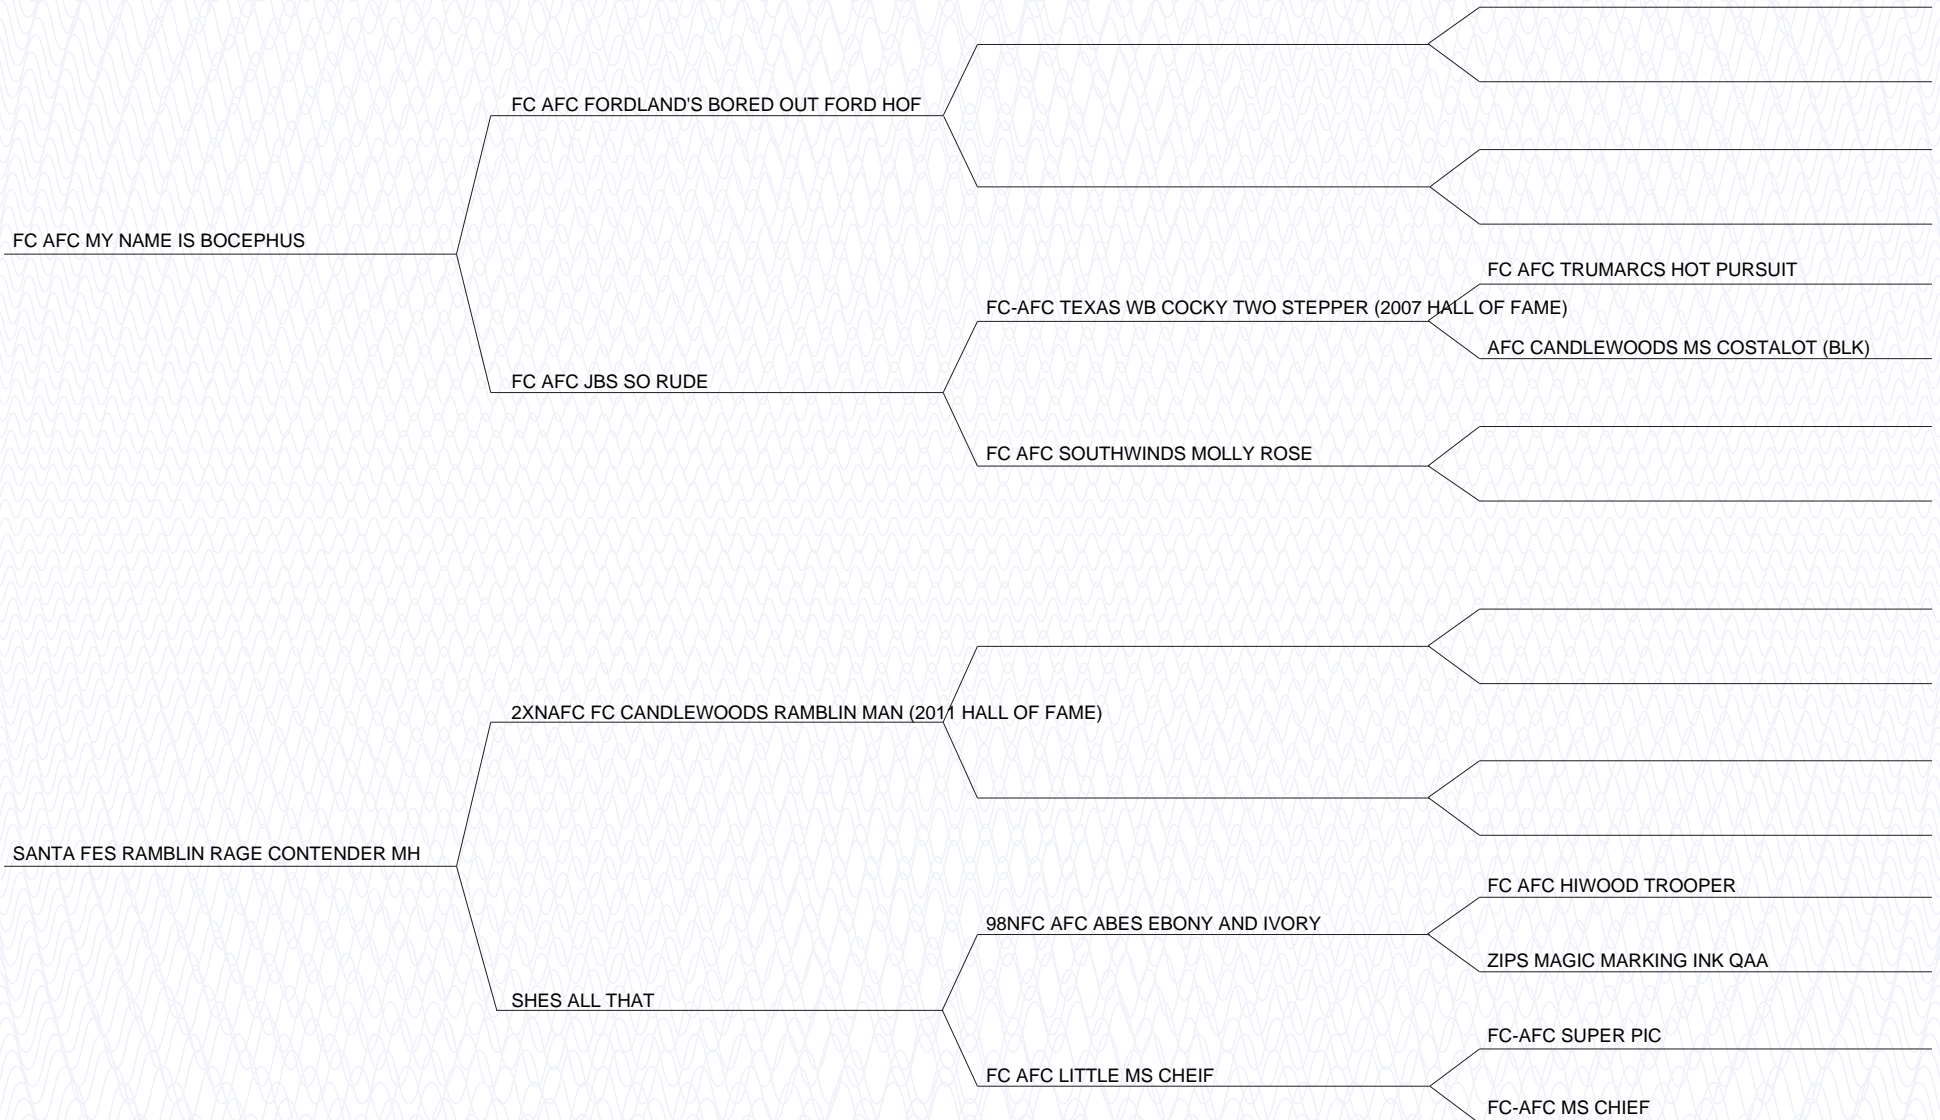 FC AFC FORDLAND'S BORED OUT FORD HOF
FC AFC MY NAME IS BOCEPHUS
FC AFC TRUMARCS HOT PURSUIT
FC-AFC TEXAS WB COCKY TWO STEPPER (2007 HALL OF FAME)
AFC CANDLEWOODS MS COSTALOT (BLK)
FC AFC JBS SO RUDE
FC AFC SOUTHWINDS MOLLY ROSE
2XNAFC FC CANDLEWOODS RAMBLIN MAN (2011 HALL OF FAME)
SANTA FES RAMBLIN RAGE CONTENDER MH
FC AFC HIWOOD TROOPER
98NFC AFC ABES EBONY AND IVORY
ZIPS MAGIC MARKING INK QAA
SHES ALL THAT
FC-AFC SUPER PIC
FC AFC LITTLE MS CHEIF
FC-AFC MS CHIEF